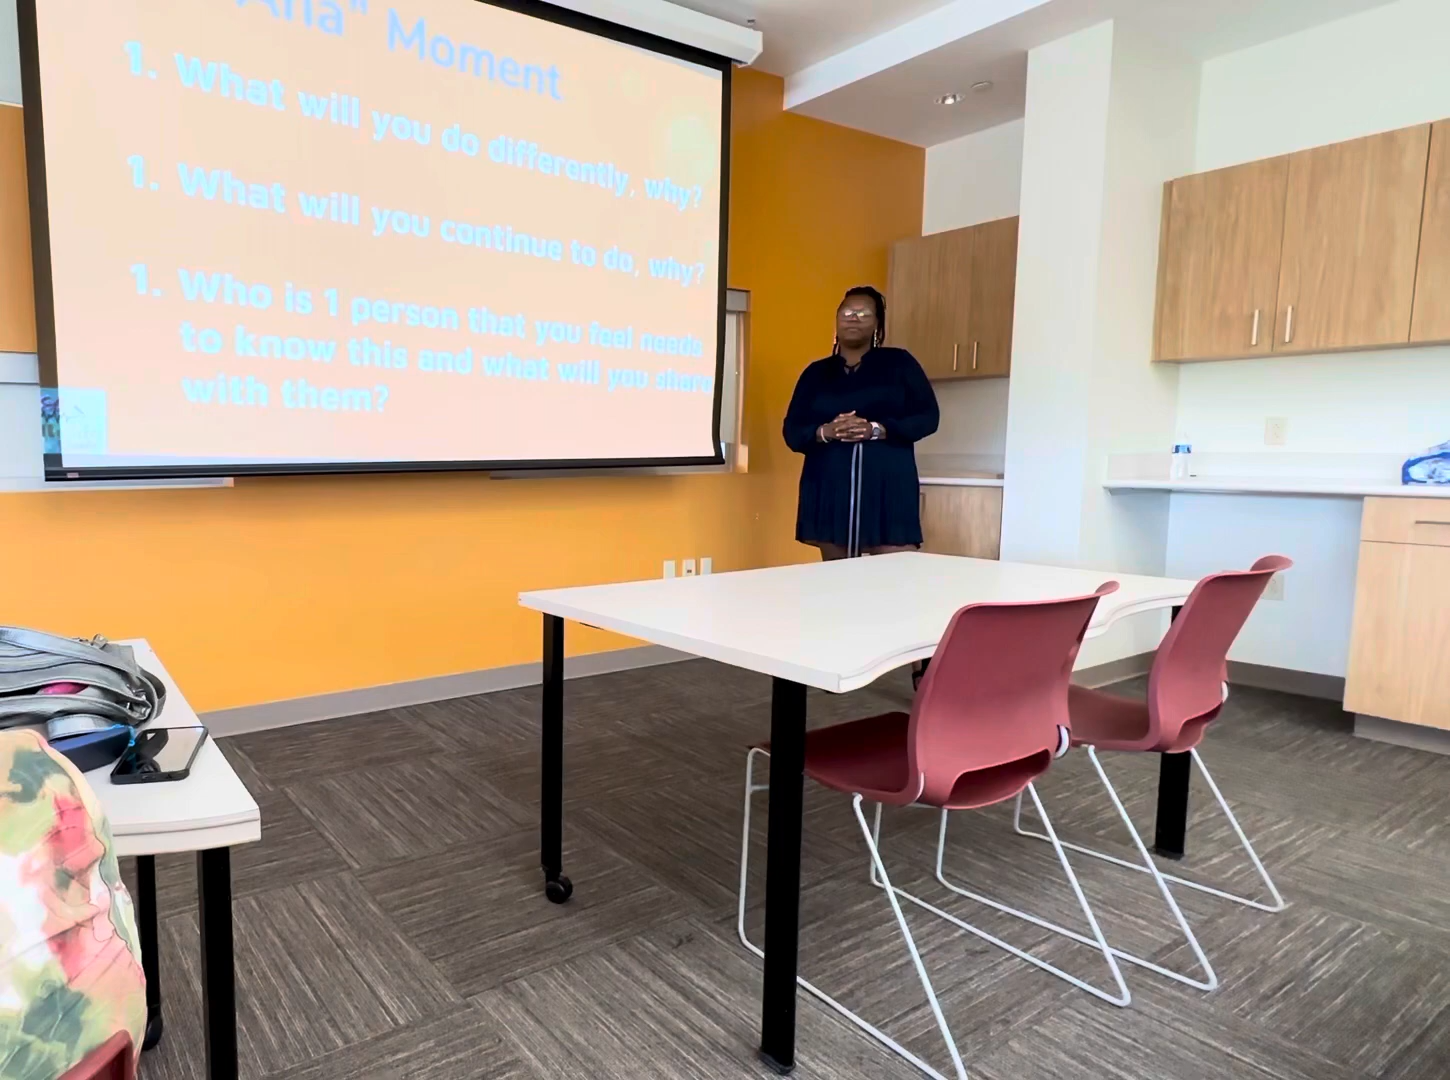 "Aha" Moment
1. What will you do differently, why?
1. What will you continue to do, why?
1. Who is 1 person that you feel needs
to know this and what will you share
with them?